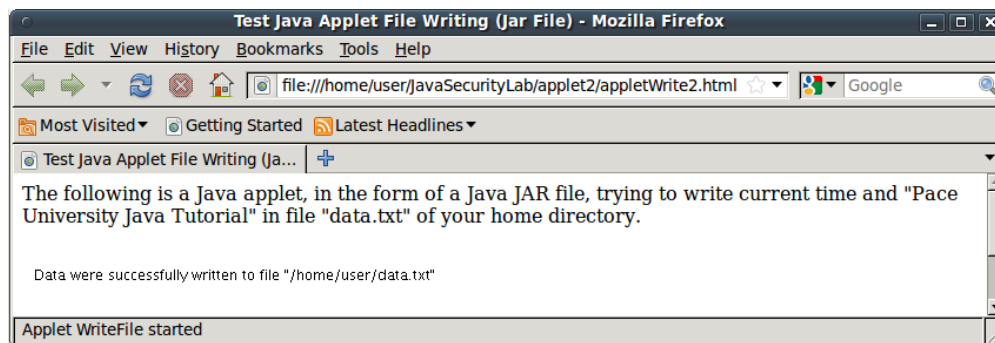 Test Java Applet File Writing (Jar File) - Mozilla Firefox
File Edit View History Bookmarks Tools Help
file:///home/user/JavaSecurityLab/applet2/appletWrite2.html Google
Most Visited Getting Started Latest Headlines
Test Java Applet File Writing (Ja...
The following is a Java applet, in the form of a Java JAR file, trying to write current time and "Pace
University Java Tutorial" in file "data.txt" of your home directory.
Data were successfully written to file "/home/user/data.txt"
Applet WriteFile started